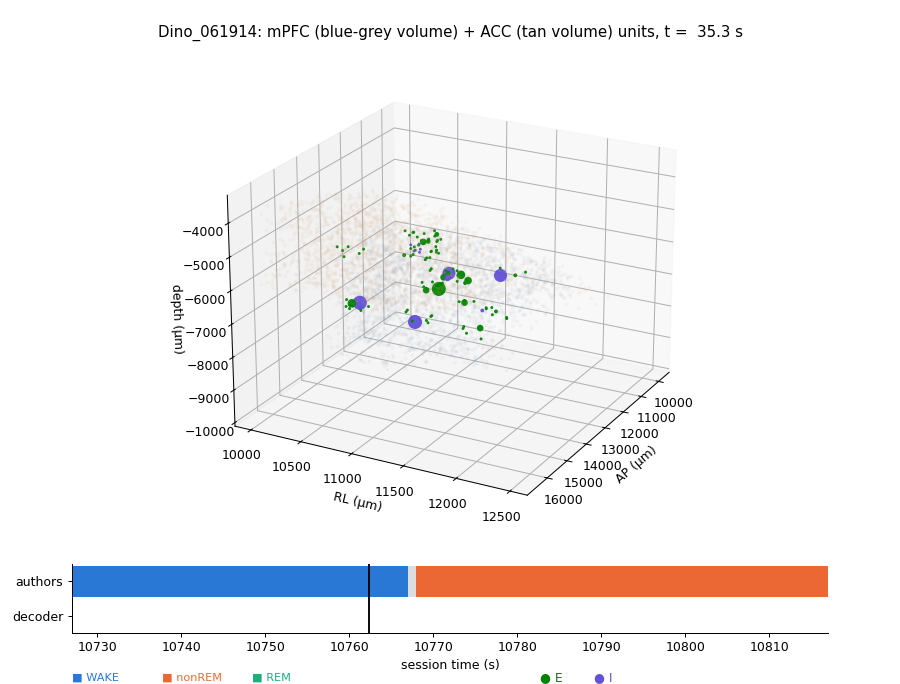 Dino_061914: mPFC (blue-grey volume) + ACC (tan volume) units, t =  35.3 s
−4000
−5000
−6000
−7000
−8000
−9000
−10000
depth (μm)
10000
10500
11000
11500
12000
12500
RL (μm)
10000
11000
12000
13000
14000
15000
16000
AP (μm)
authors
decoder
10730 10740 10750 10760 10770 10780 10790 10800 10810
session time (s)
WAKE nonREM REM E I